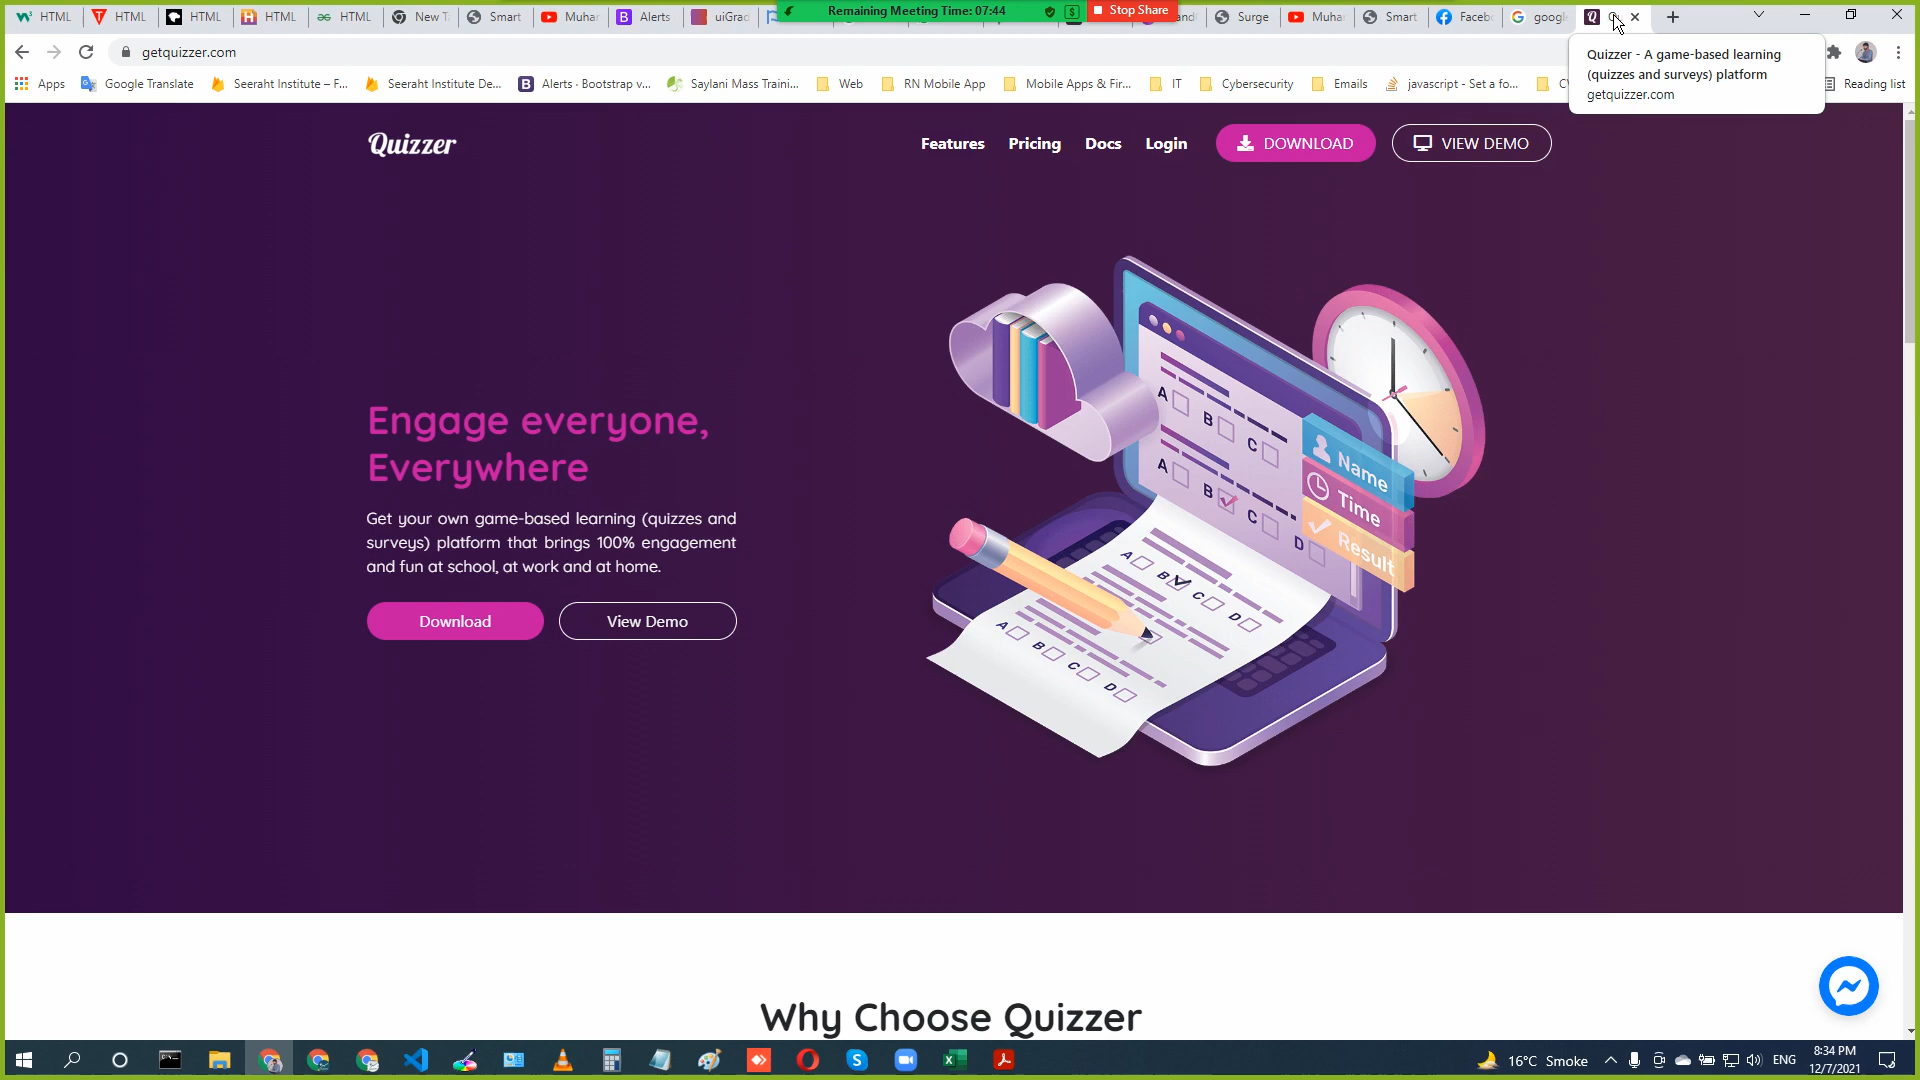 HTML
HTML
HTML
HTML
HTML
New T
Smart
Muhar
Alerts
uiGrad
Remaining Meeting Time: 07:44
Stop Share
Surge
Muhar
Smart
Facebo
google
getquizzer.com
Quizzer - A game-based learning
(quizzes and surveys) platform
getquizzer.com
Apps
Google Translate
Seeraht Institute – F...
Seeraht Institute De...
Alerts · Bootstrap v...
Saylani Mass Traini...
Web
RN Mobile App
Mobile Apps & Fir...
IT
Cybersecurity
Emails
javascript - Set a fo...
Reading list
Quizzer
Features
Pricing
Docs
Login
DOWNLOAD
VIEW DEMO
Engage everyone,
Everywhere
Get your own game-based learning (quizzes and
surveys) platform that brings 100% engagement
and fun at school, at work and at home.
Download
View Demo
A
B
C
A
B
C
D
Name
Time
Result
A
B
C
D
A
B
C
D
Why Choose Quizzer
16°C Smoke
ENG
8:34 PM
12/7/2021